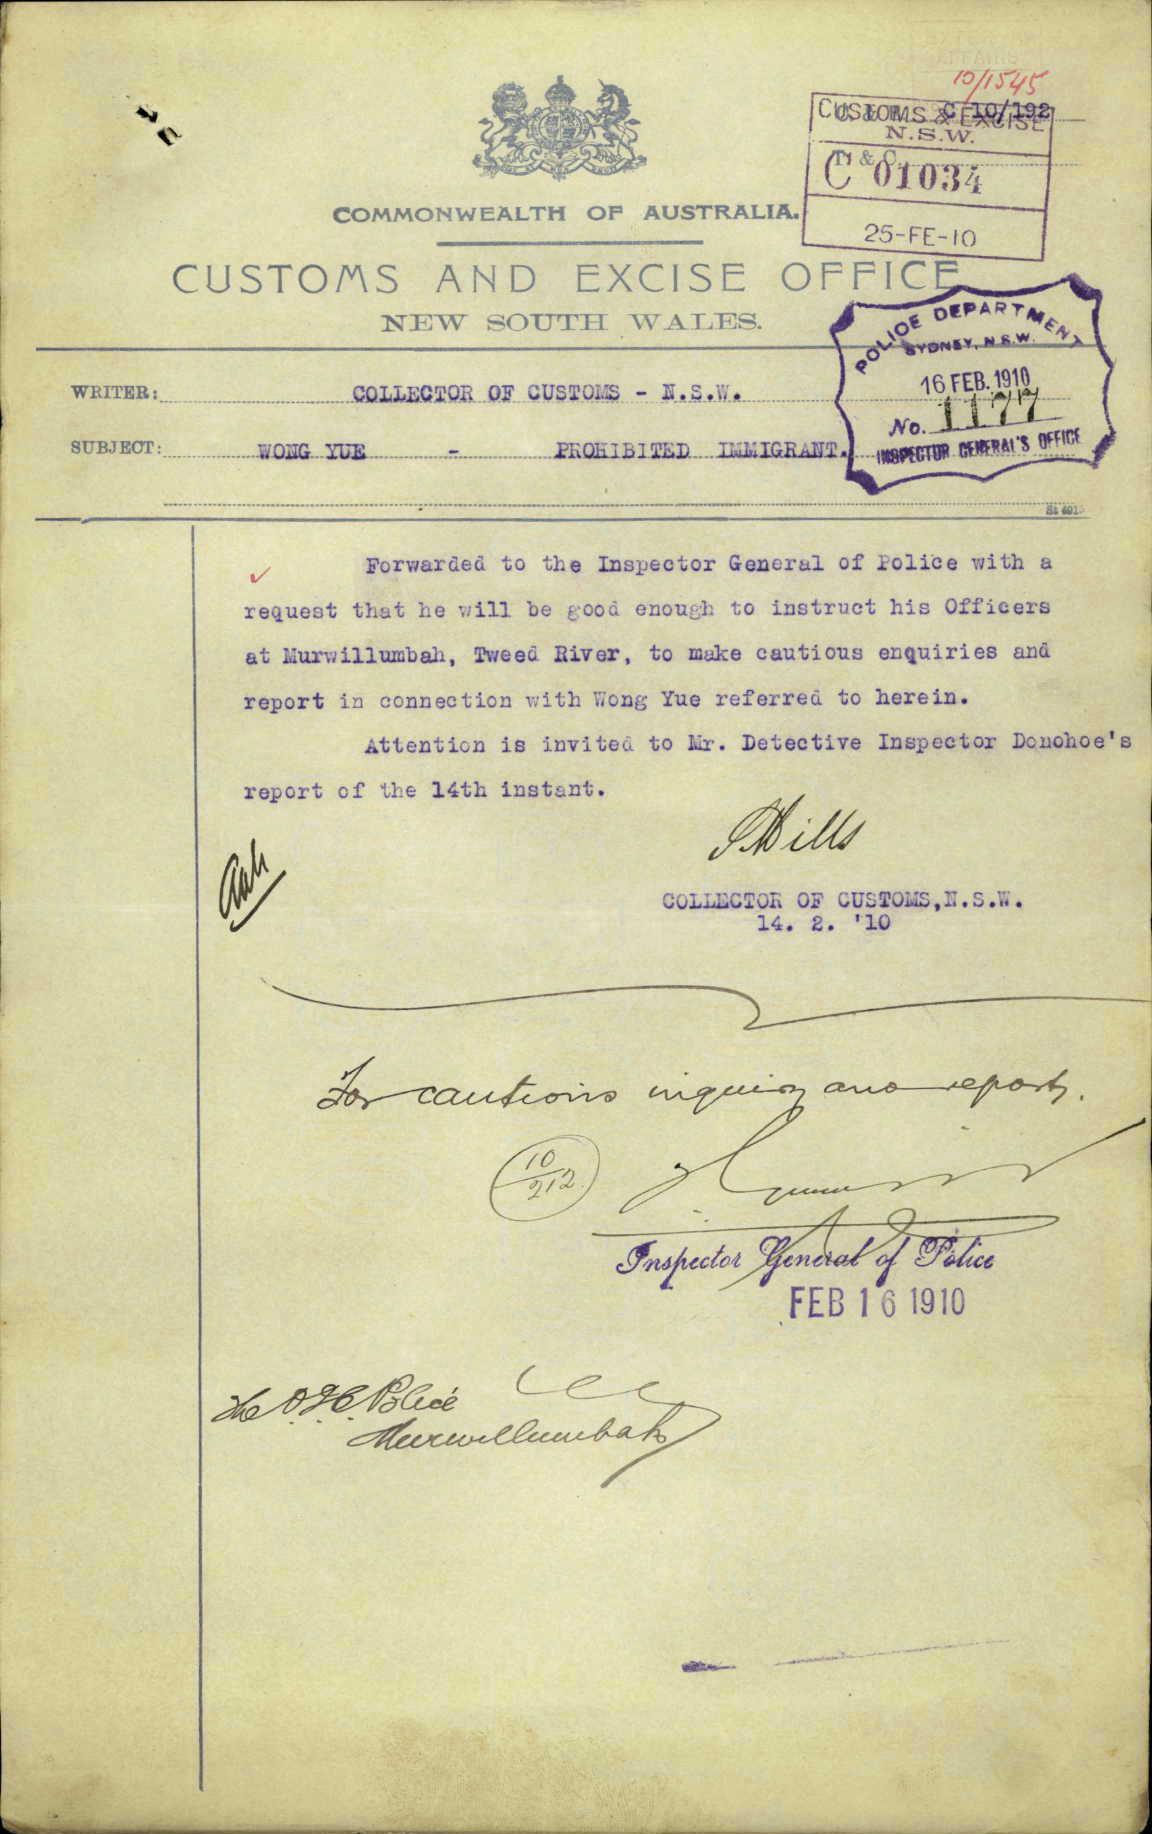 AFFAIRS
10/1545
C 10/192
CUSTOMS & EXCISE
N.S.W.
T. & C.
C 01034
25-FE-10
COMMONWEALTH OF AUSTRALIA.
CUSTOMS AND EXCISE OFFICE
NEW SOUTH WALES.
POLICE DEPARTMENT
SYDNEY, N.S.W.
16 FEB. 1910
No. 1177
INSPECTOR GENERAL'S OFFICE
WRITER: COLLECTOR OF CUSTOMS - N.S.W.
SUBJECT: WONG YUE - PROHIBITED IMMIGRANT.
Forwarded to the Inspector General of Police with a
request that he will be good enough to instruct his Officers
at Murwillumbah, Tweed River, to make cautious enquiries and
report in connection with Wong Yue referred to herein.
Attention is invited to Mr. Detective Inspector Donohoe's
report of the 14th instant.
Mills
COLLECTOR OF CUSTOMS,N.S.W.
14. 2. '10
For cautious inquiry and report.
10/212
Inspector General of Police
FEB 16 1910
The O I C Police
Murwillumbah